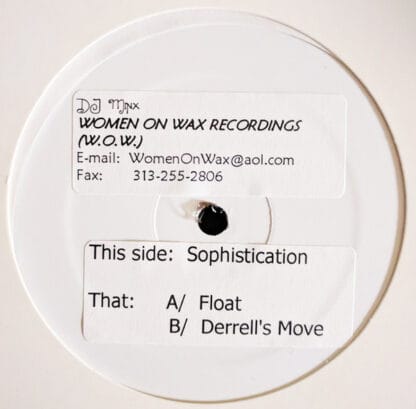 DJ Minx
WOMEN ON WAX RECORDINGS
(W.O.W.)
E-mail: WomenOnWax@aol.com
Fax: 313-255-2806
This side: Sophistication
That: A/ Float
B/ Derrell's Move